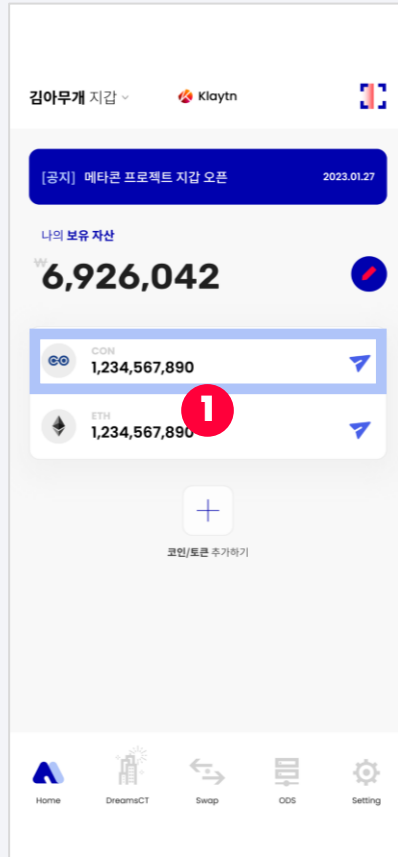 김아무개 지갑
Klaytn
[공지] 메타콘 프로젝트 지갑 오픈 2023.01.27
나의 보유 자산
₩6,926,042
CON
1,234,567,890
1
ETH
1,234,567,890
코인/토큰 추가하기
Home DreamsCT Swap ODS Setting